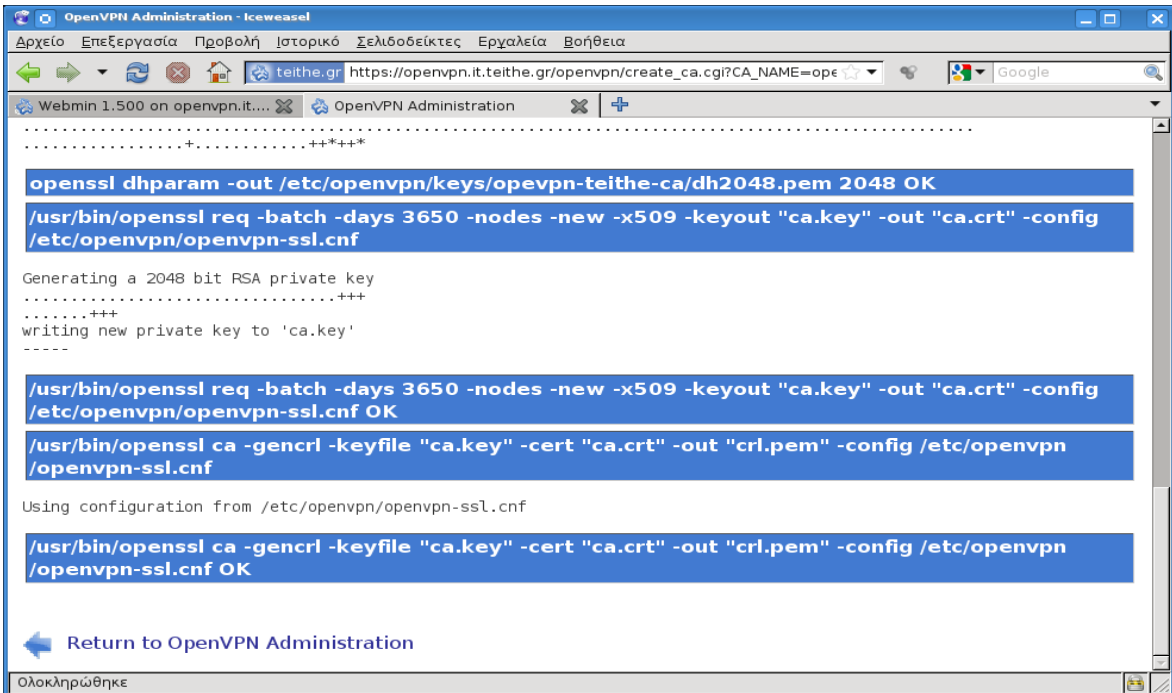 OpenVPN Administration - Iceweasel
Αρχείο Επεξεργασία Προβολή Ιστορικό Σελιδοδείκτες Εργαλεία Βοήθεια
teithe.gr https://openvpn.it.teithe.gr/openvpn/create_ca.cgi?CA_NAME=ope Google
Webmin 1.500 on openvpn.it.... OpenVPN Administration
...................................................................................................
.................+............++*++*
openssl dhparam -out /etc/openvpn/keys/opevpn-teithe-ca/dh2048.pem 2048 OK
/usr/bin/openssl req -batch -days 3650 -nodes -new -x509 -keyout "ca.key" -out "ca.crt" -config
/etc/openvpn/openvpn-ssl.cnf
Generating a 2048 bit RSA private key
.................................+++
.......+++
writing new private key to 'ca.key'
-----
/usr/bin/openssl req -batch -days 3650 -nodes -new -x509 -keyout "ca.key" -out "ca.crt" -config
/etc/openvpn/openvpn-ssl.cnf OK
/usr/bin/openssl ca -gencrl -keyfile "ca.key" -cert "ca.crt" -out "crl.pem" -config /etc/openvpn
/openvpn-ssl.cnf
Using configuration from /etc/openvpn/openvpn-ssl.cnf
/usr/bin/openssl ca -gencrl -keyfile "ca.key" -cert "ca.crt" -out "crl.pem" -config /etc/openvpn
/openvpn-ssl.cnf OK
Return to OpenVPN Administration
Ολοκληρώθηκε